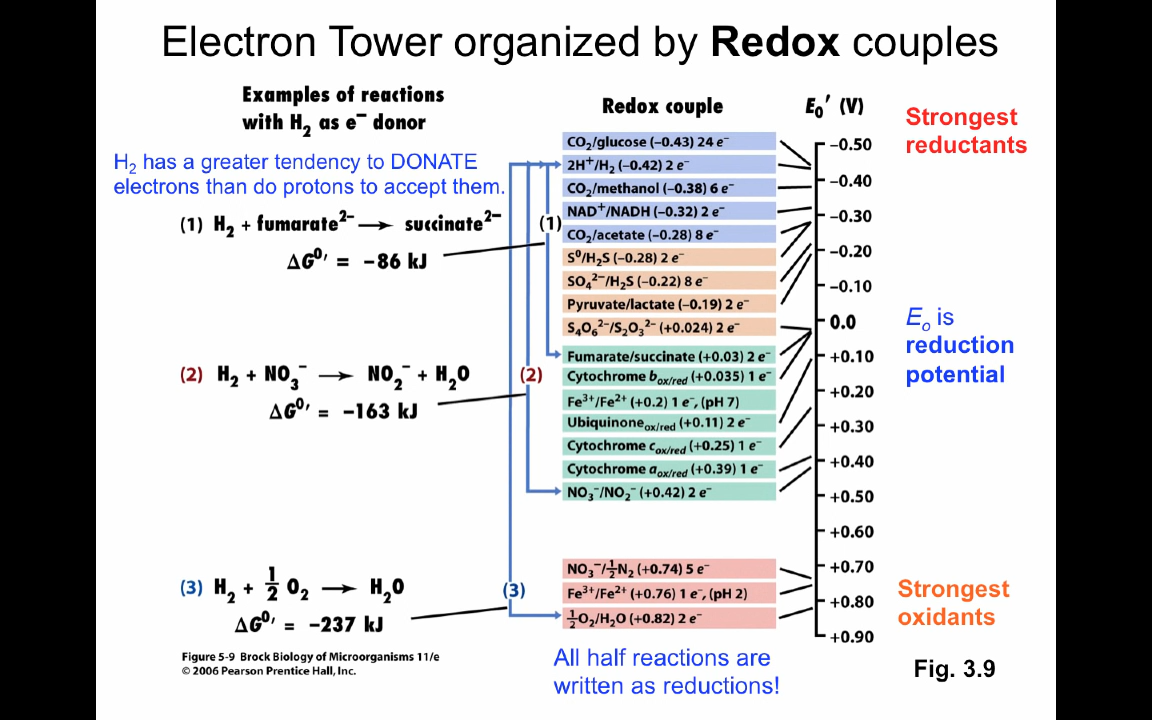 Electron Tower organized by Redox couples
Examples of reactions
with H₂ as e⁻ donor
H₂ has a greater tendency to DONATE
electrons than do protons to accept them.
(1) H₂ + fumarate²⁻ → succinate²⁻
ΔG⁰′ = −86 kJ
(2) H₂ + NO₃⁻ → NO₂⁻ + H₂O
ΔG⁰′ = −163 kJ
(3) H₂ + ½ O₂ → H₂O
ΔG⁰′ = −237 kJ
Figure 5-9 Brock Biology of Microorganisms 11/e
© 2006 Pearson Prentice Hall, Inc.
(1)
(2)
(3)
Redox couple
CO₂/glucose (−0.43) 24 e⁻
2H⁺/H₂ (−0.42) 2 e⁻
CO₂/methanol (−0.38) 6 e⁻
NAD⁺/NADH (−0.32) 2 e⁻
CO₂/acetate (−0.28) 8 e⁻
S⁰/H₂S (−0.28) 2 e⁻
SO₄²⁻/H₂S (−0.22) 8 e⁻
Pyruvate/lactate (−0.19) 2 e⁻
S₄O₆²⁻/S₂O₃²⁻ (+0.024) 2 e⁻
Fumarate/succinate (+0.03) 2 e⁻
Cytochrome b ox/red (+0.035) 1 e⁻
Fe³⁺/Fe²⁺ (+0.2) 1 e⁻, (pH 7)
Ubiquinone ox/red (+0.11) 2 e⁻
Cytochrome c ox/red (+0.25) 1 e⁻
Cytochrome a ox/red (+0.39) 1 e⁻
NO₃⁻/NO₂⁻ (+0.42) 2 e⁻
NO₃⁻/½N₂ (+0.74) 5 e⁻
Fe³⁺/Fe²⁺ (+0.76) 1 e⁻, (pH 2)
½O₂/H₂O (+0.82) 2 e⁻
All half reactions are
written as reductions!
E₀′ (V)
−0.50
−0.40
−0.30
−0.20
−0.10
0.0
+0.10
+0.20
+0.30
+0.40
+0.50
+0.60
+0.70
+0.80
+0.90
Strongest
reductants
Eₒ is
reduction
potential
Strongest
oxidants
Fig. 3.9